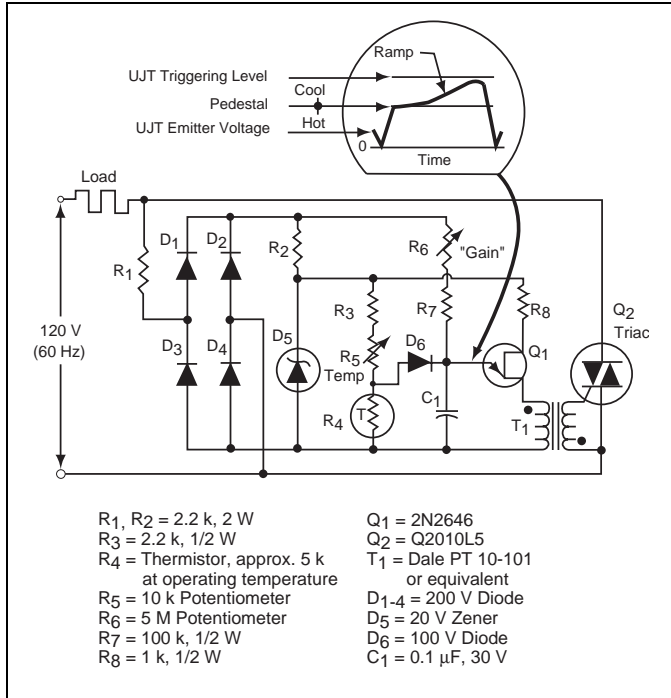 Ramp
UJT Triggering Level
Cool
Pedestal
Hot
UJT Emitter Voltage
0
Time
Load
D1
D2
R2
R6
"Gain"
R1
R3
R7
R8
Q2
Triac
120 V
(60 Hz)
D3
D4
D5
R5
Temp
D6
Q1
C1
T1
R4
T
R1, R2 = 2.2 k, 2 W
R3 = 2.2 k, 1/2 W
R4 = Thermistor, approx. 5 k
at operating temperature
R5 = 10 k Potentiometer
R6 = 5 M Potentiometer
R7 = 100 k, 1/2 W
R8 = 1 k, 1/2 W
Q1 = 2N2646
Q2 = Q2010L5
T1 = Dale PT 10-101
or equivalent
D1-4 = 200 V Diode
D5 = 20 V Zener
D6 = 100 V Diode
C1 = 0.1 µF, 30 V